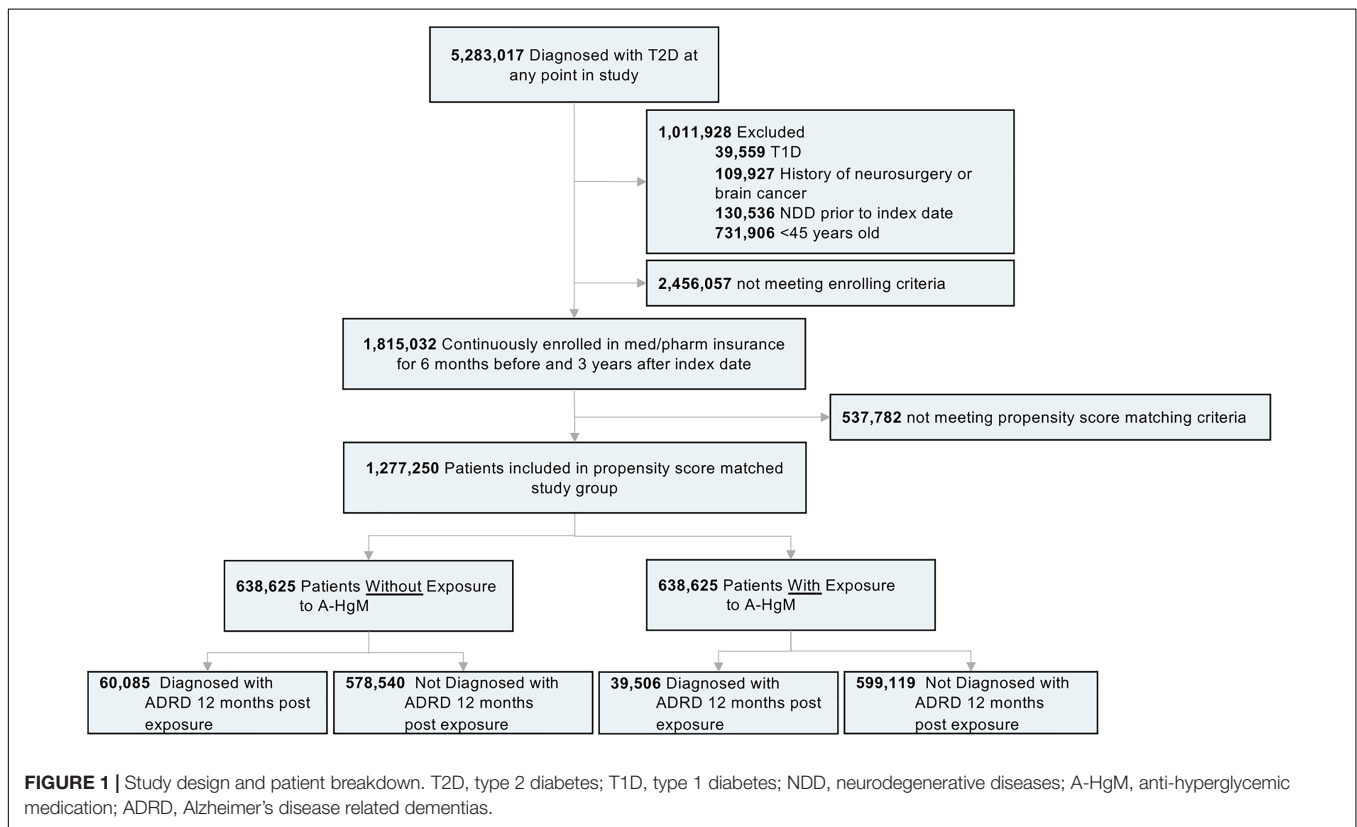 5,283,017 Diagnosed with T2D at
any point in study
1,011,928 Excluded
39,559 T1D
109,927 History of neurosurgery or
brain cancer
130,536 NDD prior to index date
731,906 <45 years old
2,456,057 not meeting enrolling criteria
1,815,032 Continuously enrolled in med/pharm insurance
for 6 months before and 3 years after index date
537,782 not meeting propensity score matching criteria
1,277,250 Patients included in propensity score matched
study group
638,625 Patients Without Exposure
to A-HgM
638,625 Patients With Exposure
to A-HgM
60,085 Diagnosed with
ADRD 12 months post
exposure
578,540 Not Diagnosed with
ADRD 12 months
post exposure
39,506 Diagnosed with
ADRD 12 months post
exposure
599,119 Not Diagnosed with
ADRD 12 months
post exposure
FIGURE 1 | Study design and patient breakdown. T2D, type 2 diabetes; T1D, type 1 diabetes; NDD, neurodegenerative diseases; A-HgM, anti-hyperglycemic
medication; ADRD, Alzheimer's disease related dementias.